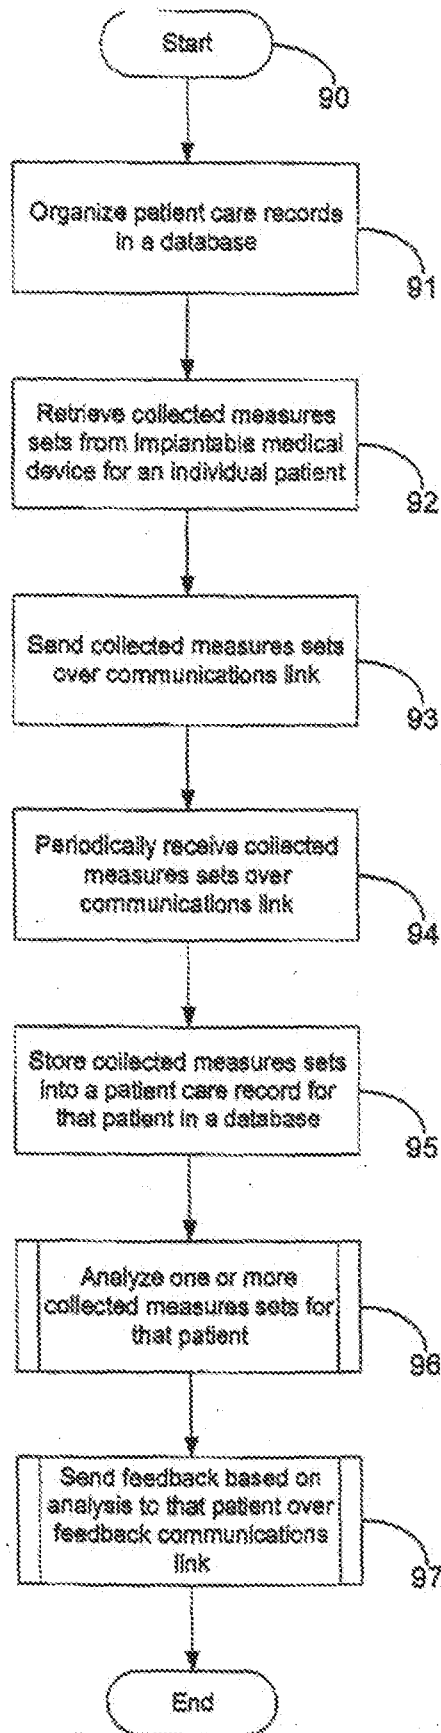 Start
90
Organize patient care records
in a database
91
Retrieve collected measures
sets from implantable medical
device for an individual patient
92
Send collected measures sets
over communications link
93
Periodically receive collected
measures sets over
communications link
94
Store collected measures sets
into a patient care record for
that patient in a database
95
Analyze one or more
collected measures sets for
that patient
96
Send feedback based on
analysis to that patient over
feedback communications
link
97
End